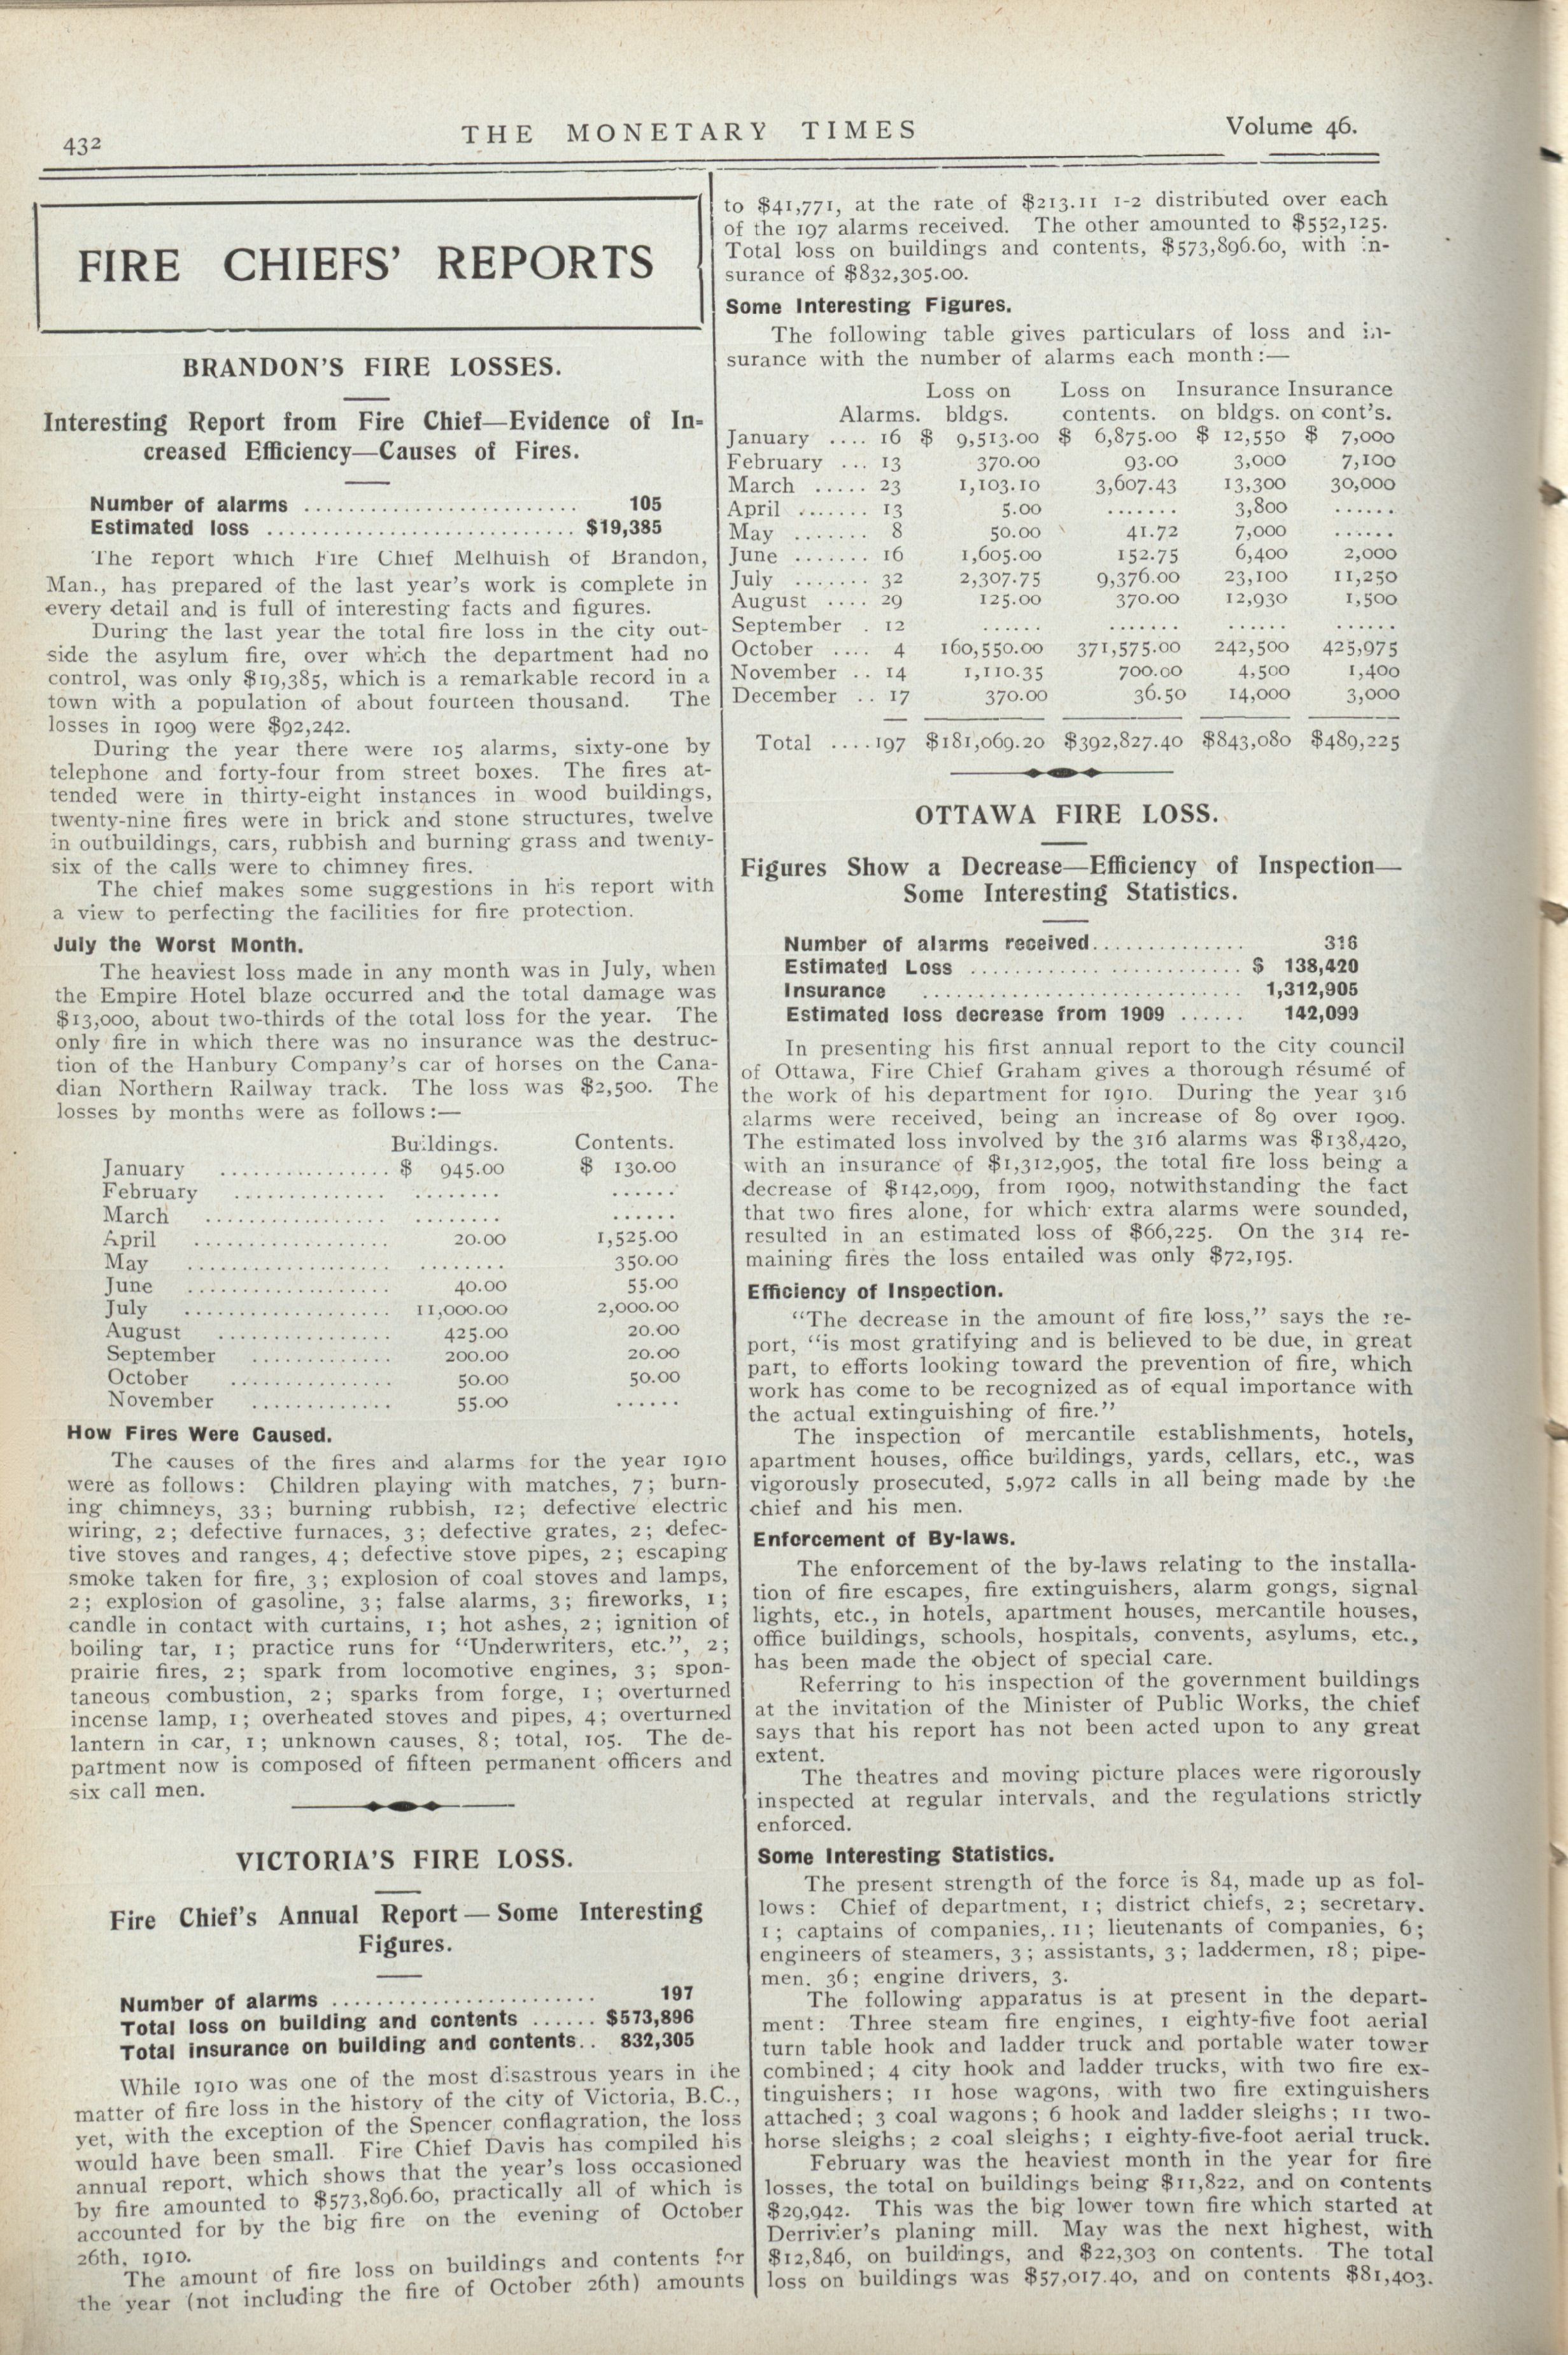 432
THE MONETARY TIMES
Volume 46.
FIRE CHIEFS' REPORTS
BRANDON'S FIRE LOSSES.
Interesting Report from Fire Chief—Evidence of In-
creased Efficiency—Causes of Fires.
Number of alarms ......................... 105
Estimated loss ............................ $19,385
The report which Fire Chief Melhuish of Brandon,
Man., has prepared of the last year's work is complete in
every detail and is full of interesting facts and figures.
During the last year the total fire loss in the city out-
side the asylum fire, over which the department had no
control, was only $19,385, which is a remarkable record in a
town with a population of about fourteen thousand. The
losses in 1909 were $92,242.
During the year there were 105 alarms, sixty-one by
telephone and forty-four from street boxes. The fires at-
tended were in thirty-eight instances in wood buildings,
twenty-nine fires were in brick and stone structures, twelve
in outbuildings, cars, rubbish and burning grass and twenty-
six of the calls were to chimney fires.
The chief makes some suggestions in his report with
a view to perfecting the facilities for fire protection.
July the Worst Month.
The heaviest loss made in any month was in July, when
the Empire Hotel blaze occurred and the total damage was
$13,000, about two-thirds of the total loss for the year. The
only fire in which there was no insurance was the destruc-
tion of the Hanbury Company's car of horses on the Cana-
dian Northern Railway track. The loss was $2,500. The
losses by months were as follows:—
Buildings. Contents.
January ................ $ 945.00 $ 130.00
February .............. ........ ......
March ................. ........ ......
April .................. 20.00 1,525.00
May ................... ........ 350.00
June ................... 40.00 55.00
July ................... 11,000.00 2,000.00
August ................ 425.00 20.00
September ............. 200.00 20.00
October ............... 50.00 50.00
November ............. 55.00 ......
How Fires Were Caused.
The causes of the fires and alarms for the year 1910
were as follows: Children playing with matches, 7; burn-
ing chimneys, 33; burning rubbish, 12; defective electric
wiring, 2; defective furnaces, 3; defective grates, 2; defec-
tive stoves and ranges, 4; defective stove pipes, 2; escaping
smoke taken for fire, 3; explosion of coal stoves and lamps,
2; explosion of gasoline, 3; false alarms, 3; fireworks, 1;
candle in contact with curtains, 1; hot ashes, 2; ignition of
boiling tar, 1; practice runs for "Underwriters, etc.", 2;
prairie fires, 2; spark from locomotive engines, 3; spon-
taneous combustion, 2; sparks from forge, 1; overturned
incense lamp, 1; overheated stoves and pipes, 4; overturned
lantern in car, 1; unknown causes, 8; total, 105. The de-
partment now is composed of fifteen permanent officers and
six call men.
VICTORIA'S FIRE LOSS.
Fire Chief's Annual Report—Some Interesting
Figures.
Number of alarms ........................ 197
Total loss on building and contents ...... $573,896
Total insurance on building and contents.. 832,305
While 1910 was one of the most disastrous years in the
matter of fire loss in the history of the city of Victoria, B.C.,
yet, with the exception of the Spencer conflagration, the loss
would have been small. Fire Chief Davis has compiled his
annual report, which shows that the year's loss occasioned
by fire amounted to $573,896.60, practically all of which is
accounted for by the big fire on the evening of October
26th, 1910.
The amount of fire loss on buildings and contents for
the year (not including the fire of October 26th) amounts
to $41,771, at the rate of $213.11 1-2 distributed over each
of the 197 alarms received. The other amounted to $552,125.
Total loss on buildings and contents, $573,896.60, with in-
surance of $832,305.00.
Some Interesting Figures.
The following table gives particulars of loss and in-
surance with the number of alarms each month:—
Loss on Loss on Insurance Insurance
Alarms. bldgs. contents. on bldgs. on cont's.
January .... 16 $ 9,513.00 $ 6,875.00 $ 12,550 $ 7,000
February ... 13 370.00 93.00 3,000 7,100
March ..... 23 1,103.10 3,607.43 13,300 30,000
April ....... 13 5.00 ....... 3,800 ......
May ....... 8 50.00 41.72 7,000 ......
June ....... 16 1,605.00 152.75 6,400 2,000
July ....... 32 2,307.75 9,376.00 23,100 11,250
August .... 29 125.00 370.00 12,930 1,500
September . 12 ...... ....... ...... ......
October .... 4 160,550.00 371,575.00 242,500 425,975
November .. 14 1,110.35 700.00 4,500 1,400
December .. 17 370.00 36.50 14,000 3,000
Total ....197 $181,069.20 $392,827.40 $843,080 $489,225
OTTAWA FIRE LOSS.
Figures Show a Decrease—Efficiency of Inspection—
Some Interesting Statistics.
Number of alarms received.............. 316
Estimated Loss ........................ $ 138,420
Insurance ............................. 1,312,905
Estimated loss decrease from 1909 ...... 142,099
In presenting his first annual report to the city council
of Ottawa, Fire Chief Graham gives a thorough résumé of
the work of his department for 1910. During the year 316
alarms were received, being an increase of 89 over 1909.
The estimated loss involved by the 316 alarms was $138,420,
with an insurance of $1,312,905, the total fire loss being a
decrease of $142,099, from 1909, notwithstanding the fact
that two fires alone, for which extra alarms were sounded,
resulted in an estimated loss of $66,225. On the 314 re-
maining fires the loss entailed was only $72,195.
Efficiency of Inspection.
"The decrease in the amount of fire loss," says the re-
port, "is most gratifying and is believed to be due, in great
part, to efforts looking toward the prevention of fire, which
work has come to be recognized as of equal importance with
the actual extinguishing of fire."
The inspection of mercantile establishments, hotels,
apartment houses, office buildings, yards, cellars, etc., was
vigorously prosecuted, 5,972 calls in all being made by the
chief and his men.
Enforcement of By-laws.
The enforcement of the by-laws relating to the installa-
tion of fire escapes, fire extinguishers, alarm gongs, signal
lights, etc., in hotels, apartment houses, mercantile houses,
office buildings, schools, hospitals, convents, asylums, etc.,
has been made the object of special care.
Referring to his inspection of the government buildings
at the invitation of the Minister of Public Works, the chief
says that his report has not been acted upon to any great
extent.
The theatres and moving picture places were rigorously
inspected at regular intervals, and the regulations strictly
enforced.
Some Interesting Statistics.
The present strength of the force is 84, made up as fol-
lows: Chief of department, 1; district chiefs, 2; secretary,
1; captains of companies,. 11; lieutenants of companies, 6;
engineers of steamers, 3; assistants, 3; laddermen, 18; pipe-
men, 36; engine drivers, 3.
The following apparatus is at present in the depart-
ment: Three steam fire engines, 1 eighty-five foot aerial
turn table hook and ladder truck and portable water tower
combined; 4 city hook and ladder trucks, with two fire ex-
tinguishers; 11 hose wagons, with two fire extinguishers
attached; 3 coal wagons; 6 hook and ladder sleighs; 11 two-
horse sleighs; 2 coal sleighs; 1 eighty-five-foot aerial truck.
February was the heaviest month in the year for fire
losses, the total on buildings being $11,822, and on contents
$29,942. This was the big lower town fire which started at
Derrivier's planing mill. May was the next highest, with
$12,846, on buildings, and $22,303 on contents. The total
loss on buildings was $57,017.40, and on contents $81,403.